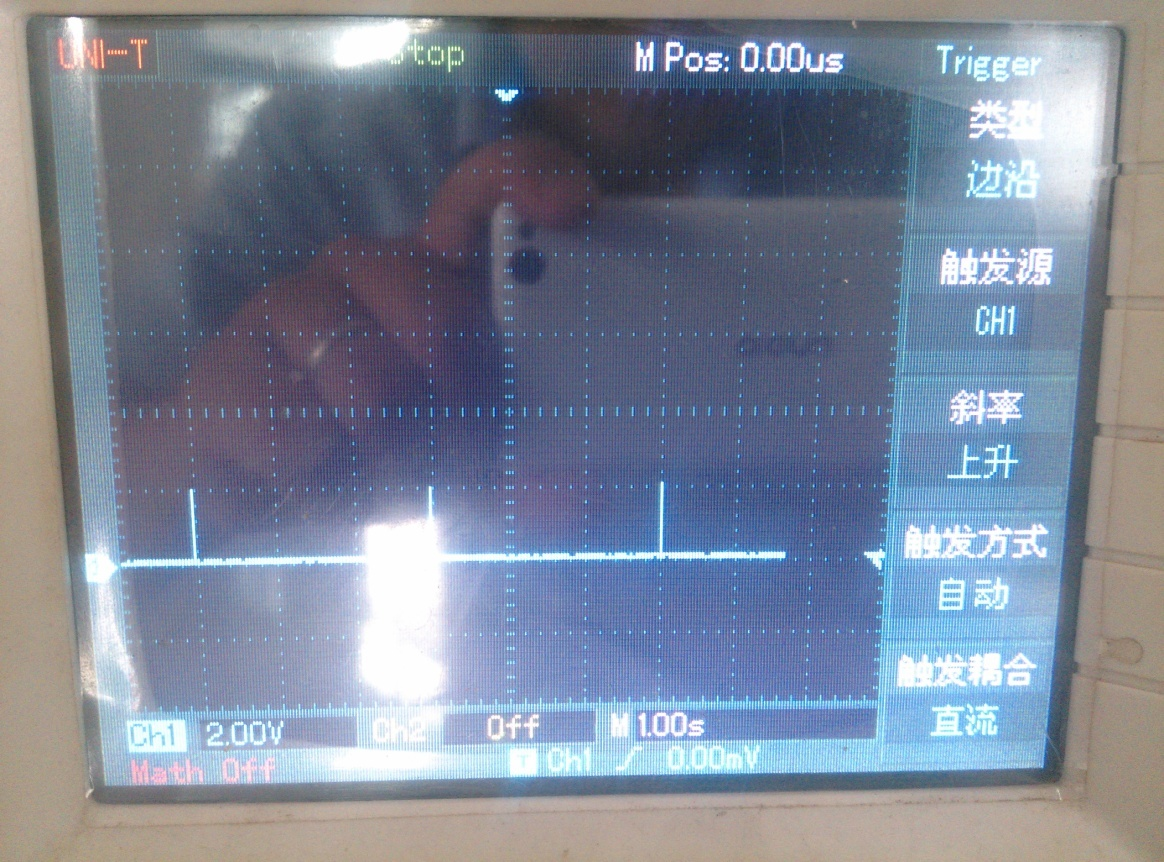 UNI-T Stop M Pos: 0.00us Trigger
类型
边沿
触发源
CH1
斜率
上升
触发方式
自动
触发耦合
直流
Ch1 2.00V Ch2 Off M 1.00s
Math Off T Ch1 0.00mV